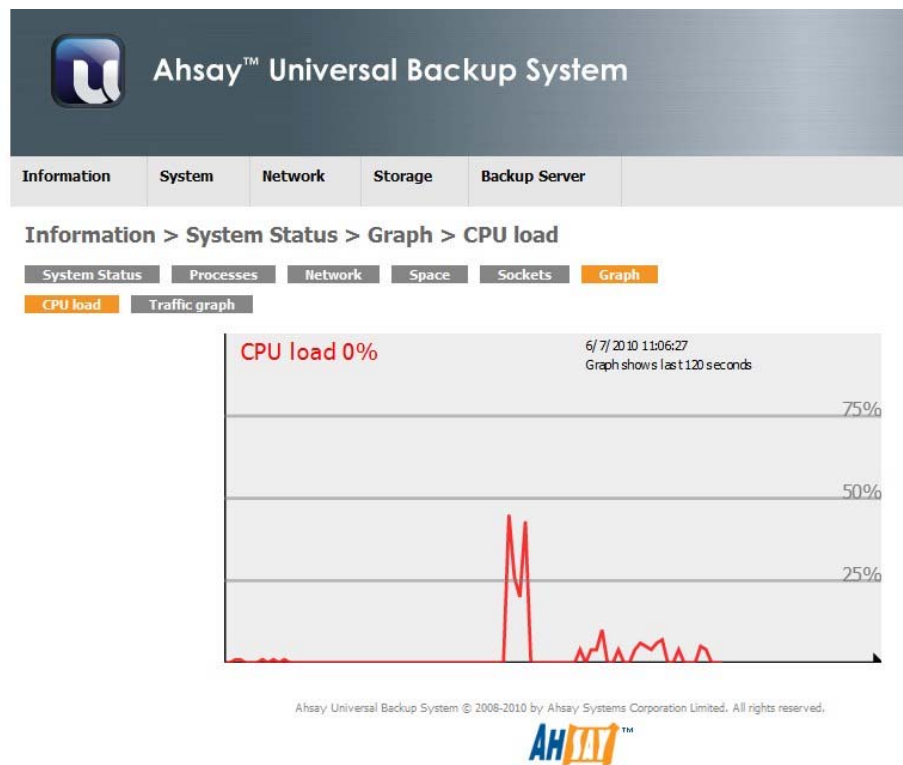 Ahsay™ Universal Backup System
Information System Network Storage Backup Server
Information > System Status > Graph > CPU load
System Status Processes Network Space Sockets Graph
CPU load Traffic graph
CPU load 0%
6/7/2010 11:06:27
Graph shows last 120 seconds
75%
50%
25%
Ahsay Universal Backup System © 2008-2010 by Ahsay Systems Corporation Limited. All rights reserved.
AHSAY™